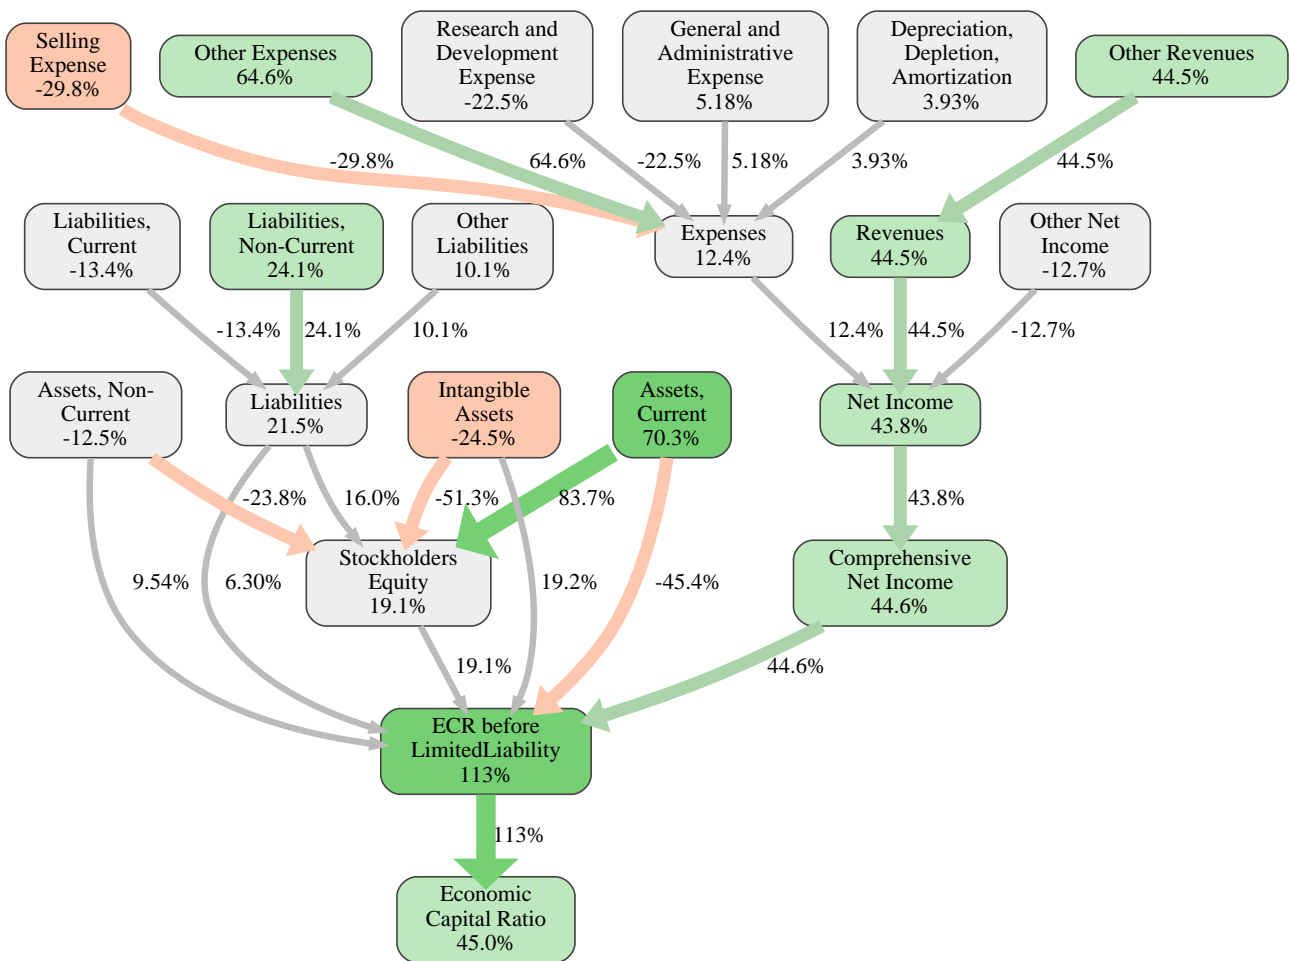 Selling
Expense
-29.8%
Other Expenses
64.6%
Research and
Development
Expense
-22.5%
General and
Administrative
Expense
5.18%
Depreciation,
Depletion,
Amortization
3.93%
Other Revenues
44.5%
-29.8%
64.6%
-22.5%
5.18%
3.93%
44.5%
Liabilities,
Current
-13.4%
Liabilities,
Non-Current
24.1%
Other
Liabilities
10.1%
Expenses
12.4%
Revenues
44.5%
Other Net
Income
-12.7%
-13.4%
24.1%
10.1%
12.4%
44.5%
-12.7%
Assets, Non-
Current
-12.5%
Liabilities
21.5%
Intangible
Assets
-24.5%
Assets,
Current
70.3%
Net Income
43.8%
-23.8%
16.0%
-51.3%
83.7%
43.8%
9.54%
6.30%
Stockholders
Equity
19.1%
19.2%
-45.4%
Comprehensive
Net Income
44.6%
19.1%
44.6%
ECR before
LimitedLiability
113%
113%
Economic
Capital Ratio
45.0%